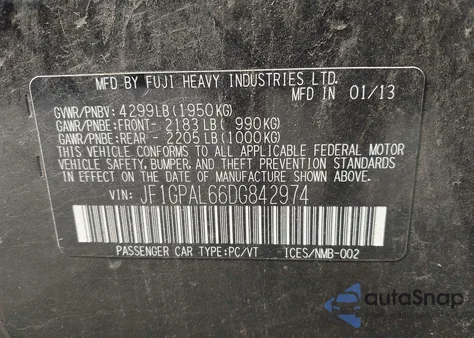 MFD BY FUJI HEAVY INDUSTRIES LTD.
MFD IN 01/13
GVWR/PNBV: 4299LB(1950KG)
GAWR/PNBE:FRONT- 2183LB( 990KG)
GAWR/PNBE:REAR - 2205LB(1000KG)
THIS VEHICLE CONFORMS TO ALL APPLICABLE FEDERAL MOTOR
VEHICLE SAFETY, BUMPER, AND THEFT PREVENTION STANDARDS
IN EFFECT ON THE DATE OF MANUFACTURE SHOWN ABOVE.
VIN: JF1GPAL66DG842974
PASSENGER CAR TYPE:PC/VT ICES/NMB-002
autoSnap